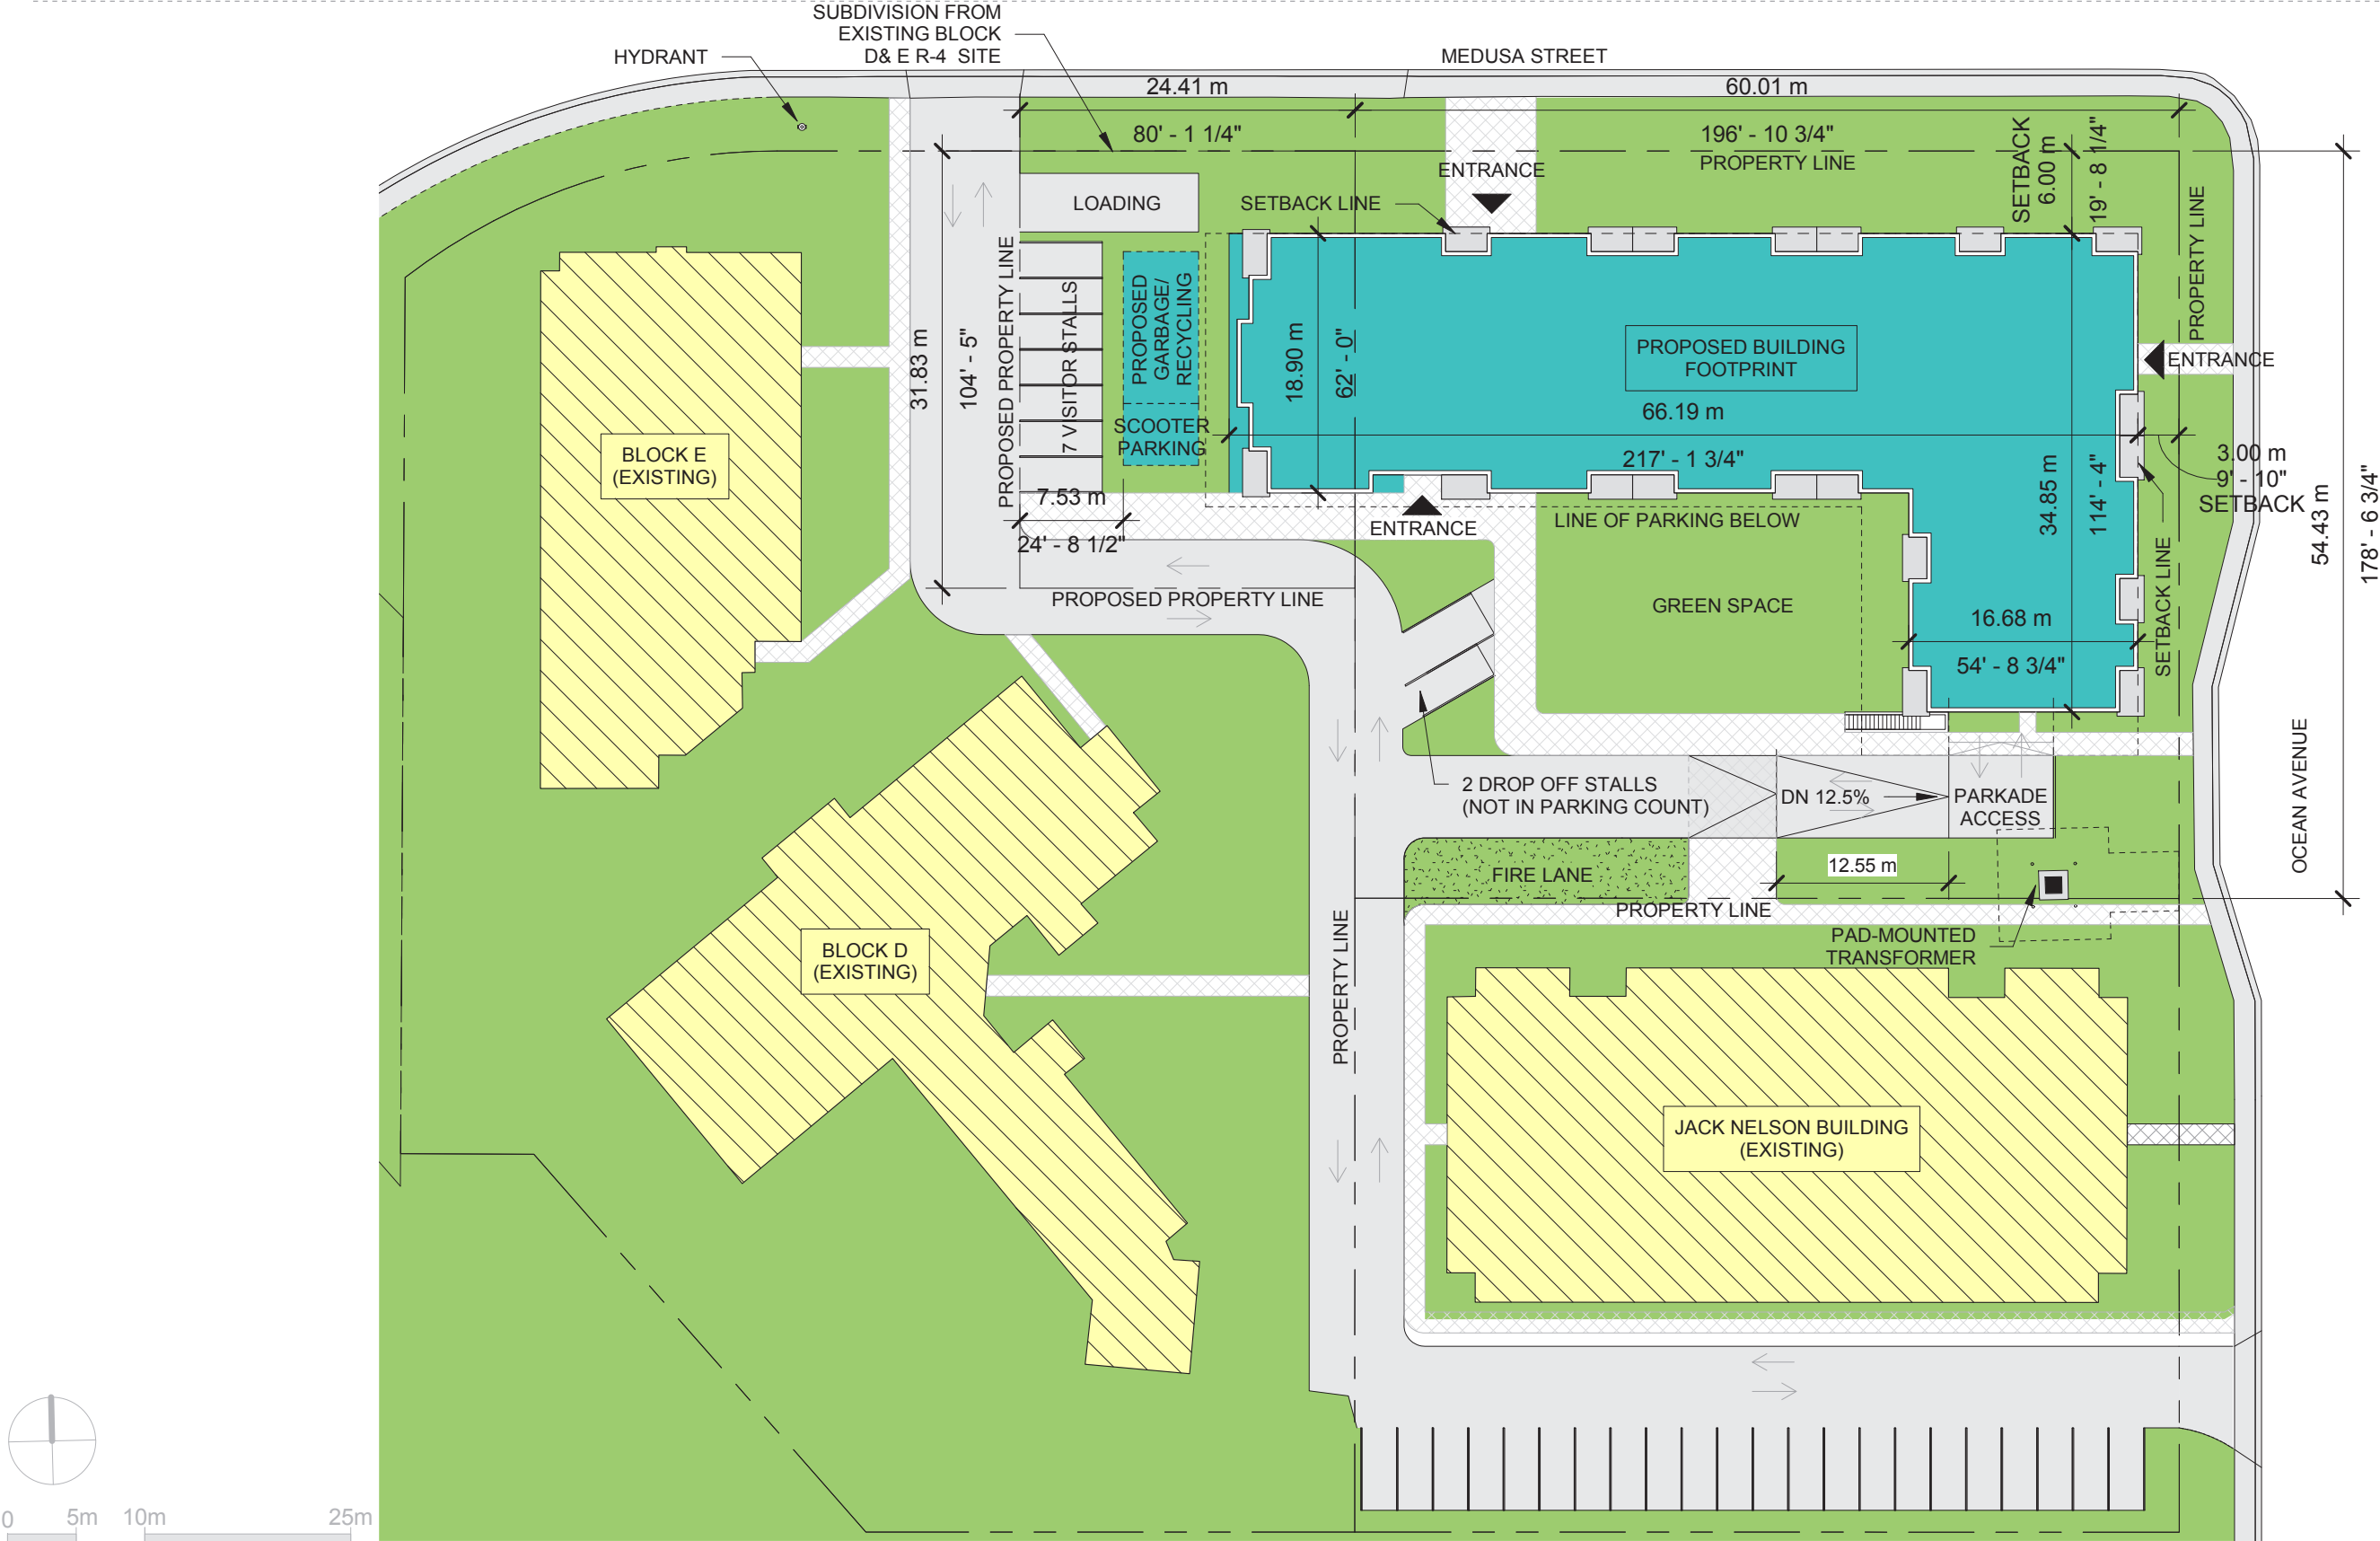 SUBDIVISION FROM
EXISTING BLOCK
D& E R-4 SITE
HYDRANT
MEDUSA STREET
24.41 m
80' - 1 1/4"
60.01 m
196' - 10 3/4"
PROPERTY LINE
ENTRANCE
SETBACK
6.00 m
19' - 8 1/4"
PROPERTY LINE
LOADING
SETBACK LINE
PROPOSED PROPERTY LINE
7 VISITOR STALLS
PROPOSED
GARBAGE/
RECYCLING
SCOOTER
PARKING
31.83 m
104' - 5"
18.90 m
62' - 0"
PROPOSED BUILDING
FOOTPRINT
66.19 m
217' - 1 3/4"
ENTRANCE
3.00 m
9' - 10"
SETBACK
54.43 m
178' - 6 3/4"
34.85 m
114' - 4"
SETBACK LINE
BLOCK E
(EXISTING)
7.53 m
24' - 8 1/2"
ENTRANCE
LINE OF PARKING BELOW
PROPOSED PROPERTY LINE
GREEN SPACE
16.68 m
54' - 8 3/4"
OCEAN AVENUE
2 DROP OFF STALLS
(NOT IN PARKING COUNT)
DN 12.5%
PARKADE
ACCESS
12.55 m
FIRE LANE
PROPERTY LINE
PROPERTY LINE
PAD-MOUNTED
TRANSFORMER
BLOCK D
(EXISTING)
JACK NELSON BUILDING
(EXISTING)
0 5m 10m 25m